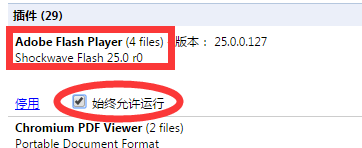 插件 (29)
Adobe Flash Player (4 files) 版本： 25.0.0.127
Shockwave Flash 25.0 r0
停用 始终允许运行
Chromium PDF Viewer (2 files)
Portable Document Format